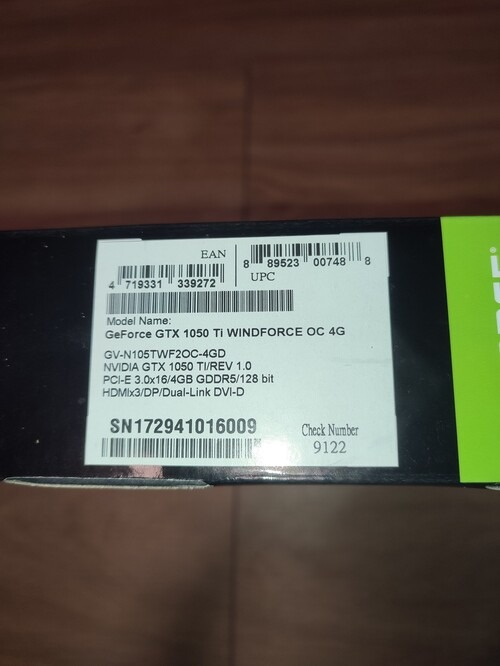 EAN
4 719331 339272
8 89523 00748 8
UPC
Model Name:
GeForce GTX 1050 Ti WINDFORCE OC 4G
GV-N105TWF2OC-4GD
NVIDIA GTX 1050 TI/REV 1.0
PCI-E 3.0x16/4GB GDDR5/128 bit
HDMIx3/DP/Dual-Link DVI-D
SN172941016009
Check Number
9122